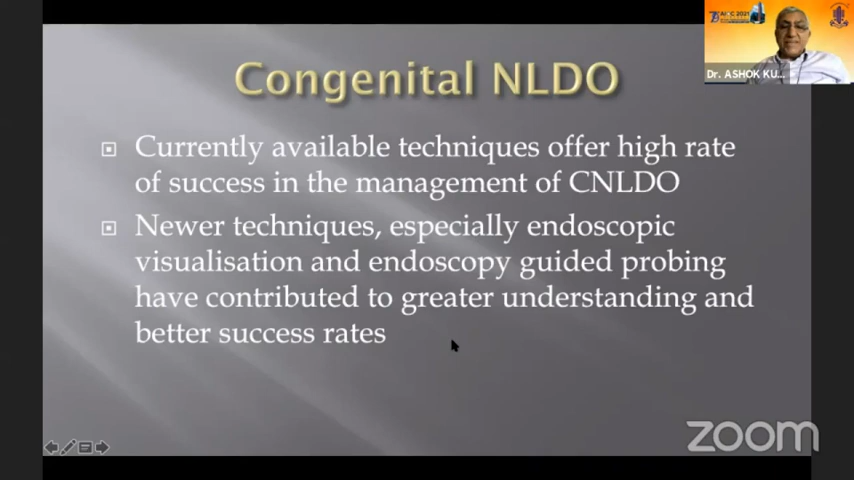 Congenital NLDO
Currently available techniques offer high rate
of success in the management of CNLDO
Newer techniques, especially endoscopic
visualisation and endoscopy guided probing
have contributed to greater understanding and
better success rates
Dr. ASHOK KU...
zoom